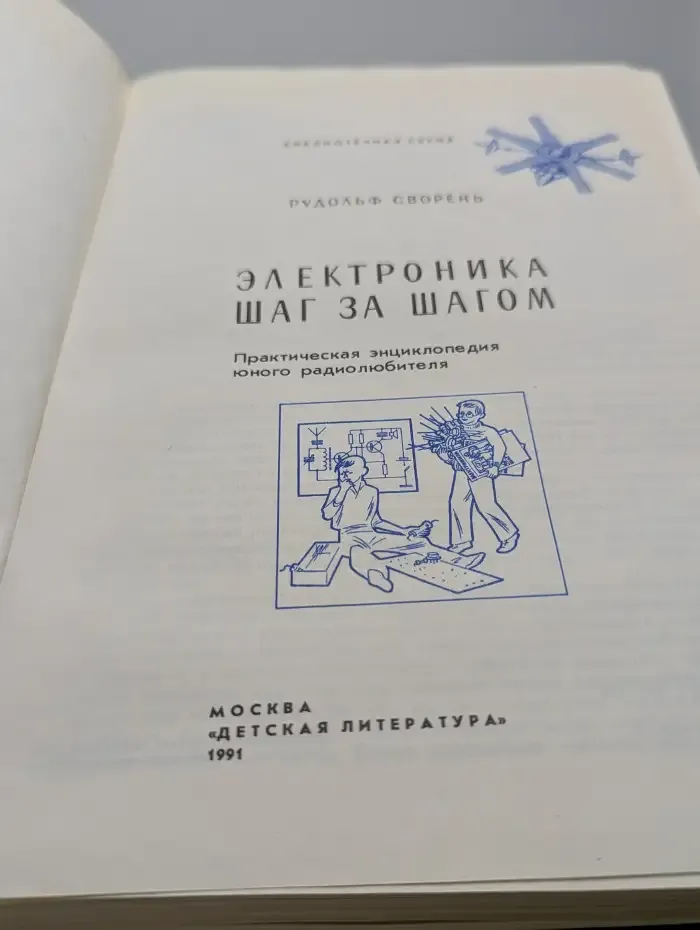 БИБЛИОТЕЧНАЯ СЕРИЯ
РУДОЛЬФ СВОРЕНЬ
ЭЛЕКТРОНИКА
ШАГ ЗА ШАГОМ
Практическая энциклопедия
юного радиолюбителя
МОСКВА
«ДЕТСКАЯ ЛИТЕРАТУРА»
1991